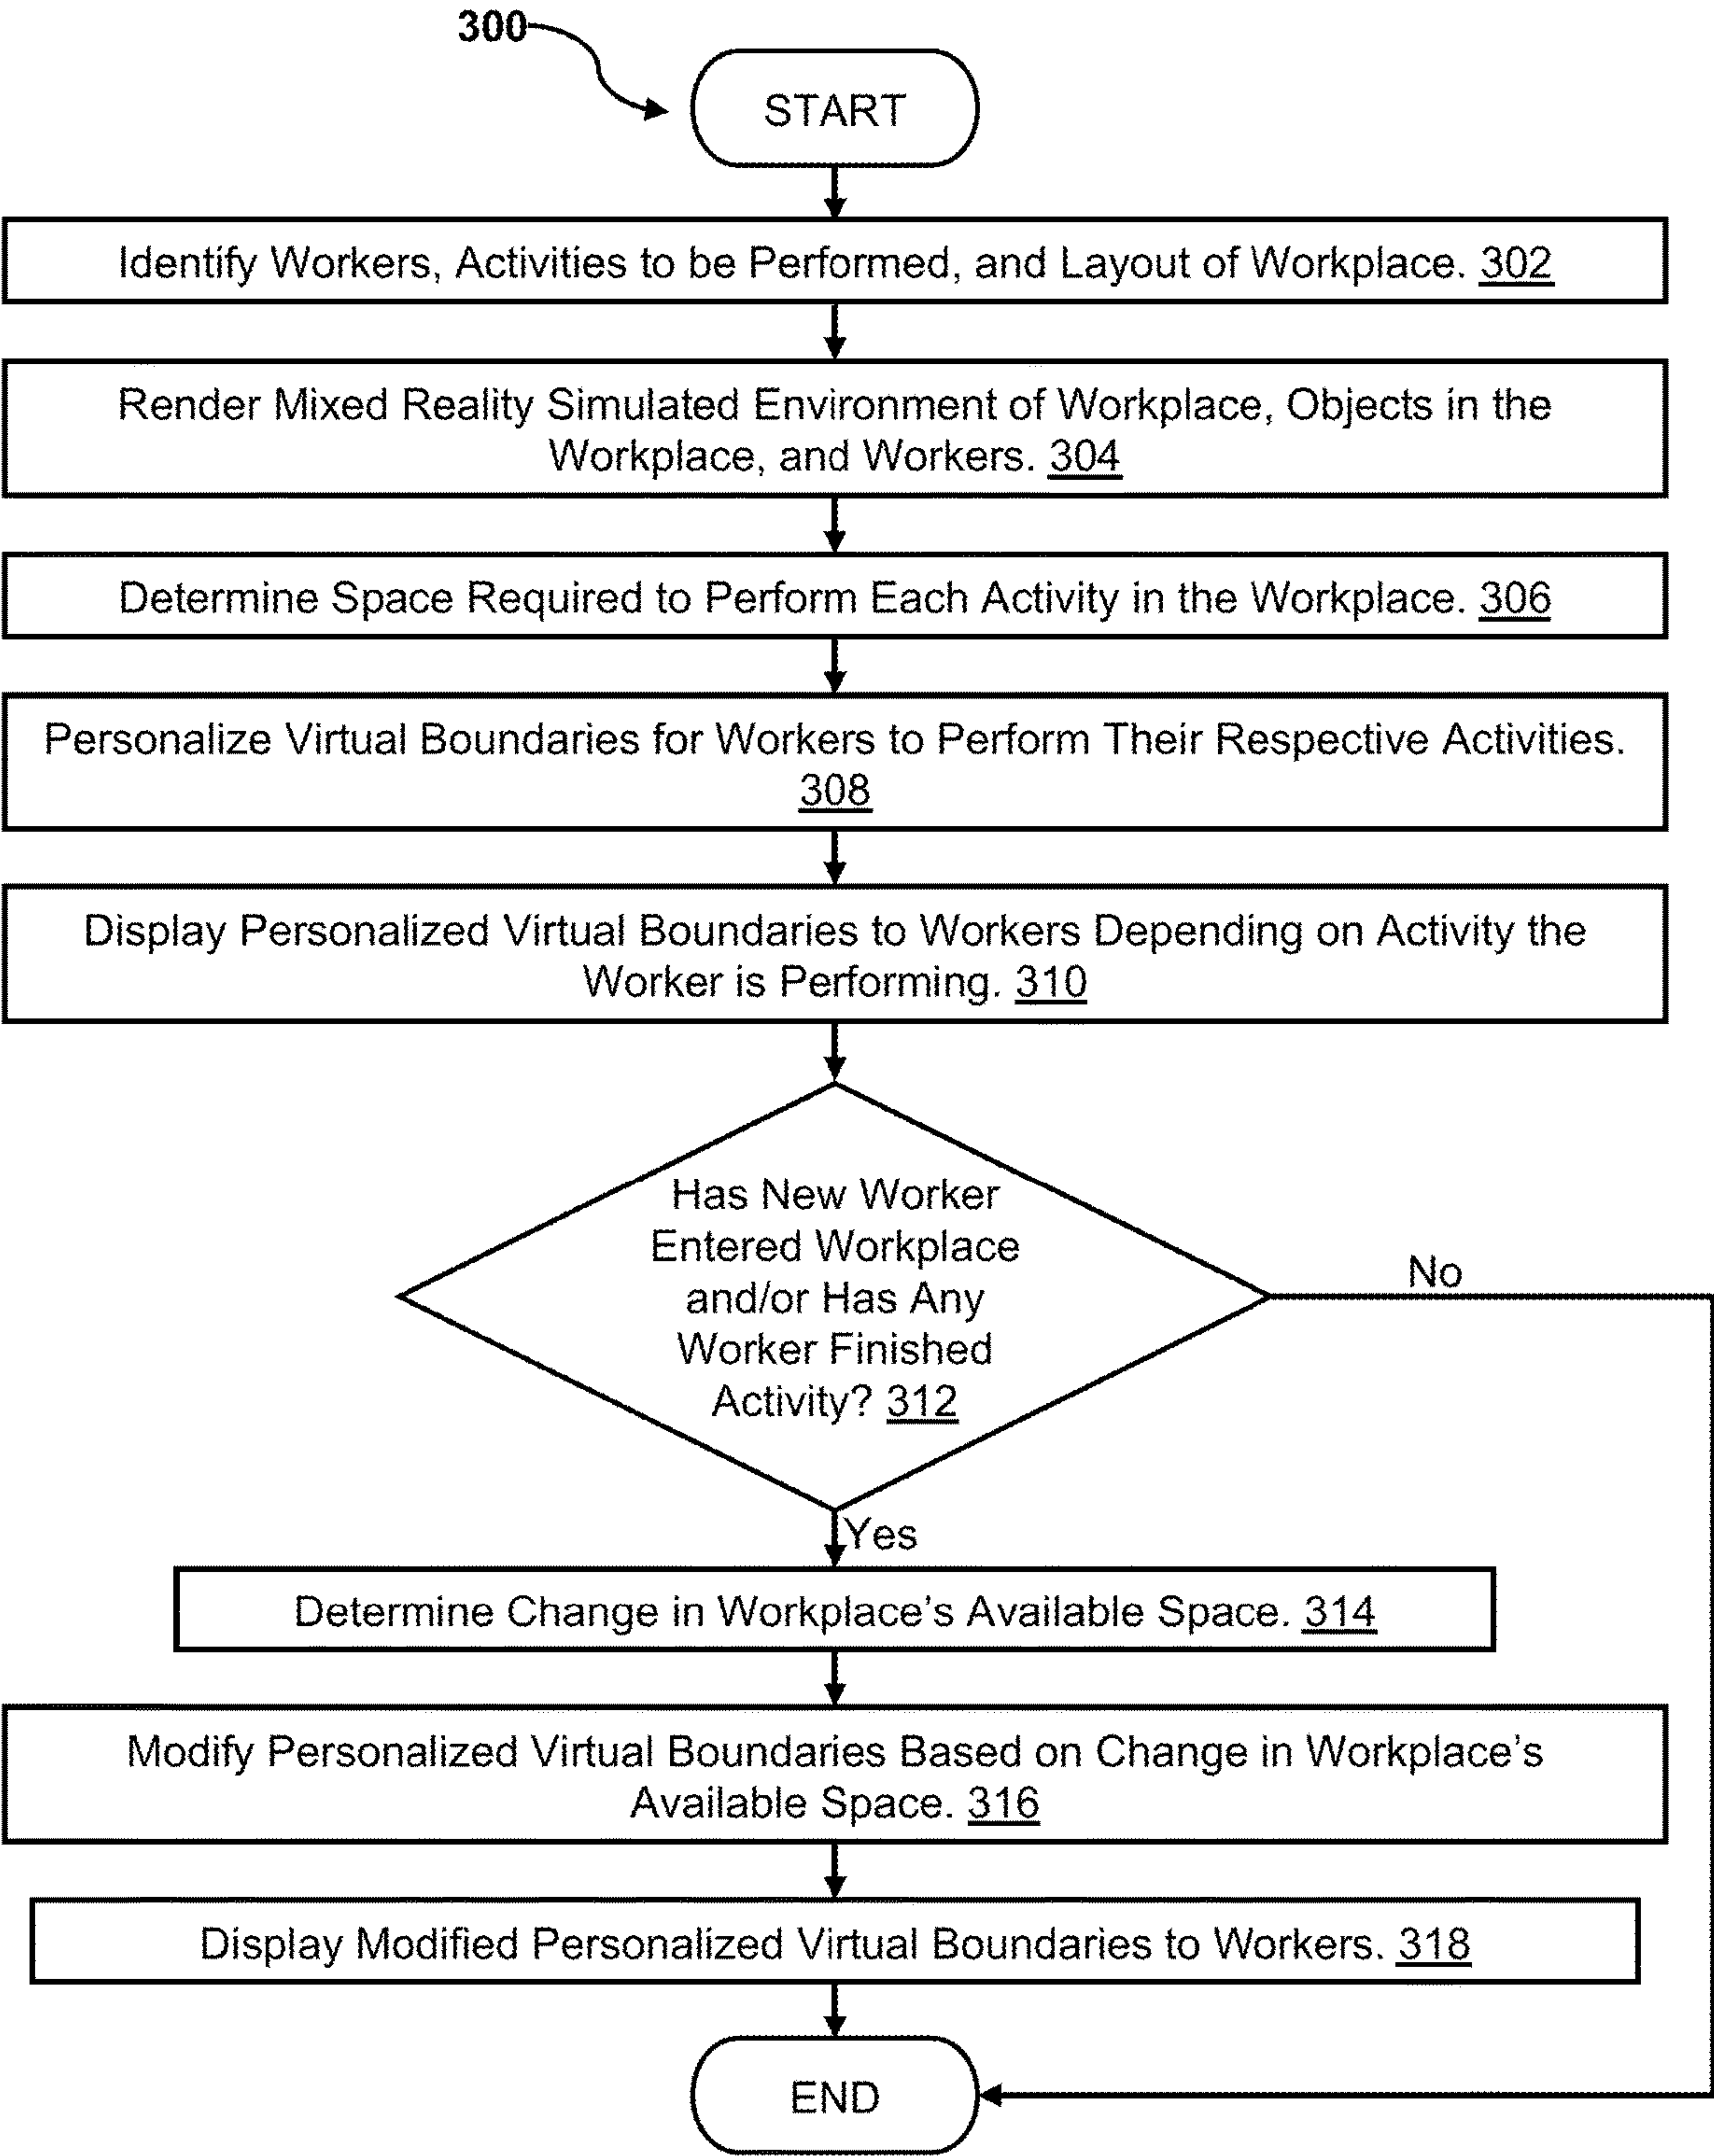 300
START
Identify Workers, Activities to be Performed, and Layout of Workplace. 302
Render Mixed Reality Simulated Environment of Workplace, Objects in the
Workplace, and Workers. 304
Determine Space Required to Perform Each Activity in the Workplace. 306
Personalize Virtual Boundaries for Workers to Perform Their Respective Activities.
308
Display Personalized Virtual Boundaries to Workers Depending on Activity the
Worker is Performing. 310
Has New Worker
Entered Workplace
and/or Has Any
Worker Finished
Activity? 312
No
Yes
Determine Change in Workplace’s Available Space. 314
Modify Personalized Virtual Boundaries Based on Change in Workplace’s
Available Space. 316
Display Modified Personalized Virtual Boundaries to Workers. 318
END